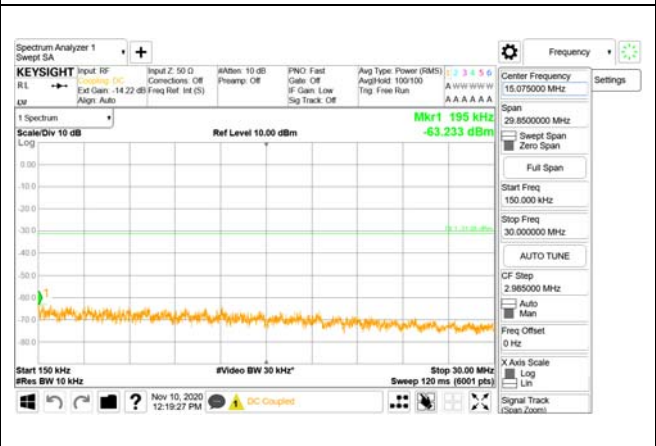 Spectrum Analyzer 1
Swept SA
Frequency
KEYSIGHT
Input: RF
Coupling: DC
Ext Gain: -14.22 dB
Align: Auto
RL
Input Z: 50 Ω
Corrections: Off
Freq Ref: Int (S)
#Atten: 10 dB
Preamp: Off
PNO: Fast
Gate: Off
IF Gain: Low
Sig Track: Off
Avg Type: Power (RMS)
Avg|Hold: 100/100
Trig: Free Run
1 2 3 4 5 6
A W W W W W
A A A A A A
Center Frequency
15.075000 MHz
Settings
Span
29.8500000 MHz
Swept Span
Zero Span
Full Span
Start Freq
150.000 kHz
Stop Freq
30.000000 MHz
AUTO TUNE
CF Step
2.985000 MHz
Auto
Man
Freq Offset
0 Hz
X Axis Scale
Log
Lin
Signal Track
(Span Zoom)
1 Spectrum
Scale/Div 10 dB
Log
Ref Level 10.00 dBm
Mkr1 195 kHz
-63.233 dBm
0.00
-10.0
-20.0
-30.0
-40.0
-50.0
-60.0
-70.0
-80.0
1
Start 150 kHz
#Res BW 10 kHz
#Video BW 30 kHz*
Stop 30.00 MHz
Sweep 120 ms (6001 pts)
?
Nov 10, 2020
12:19:27 PM
1
DC Coupled